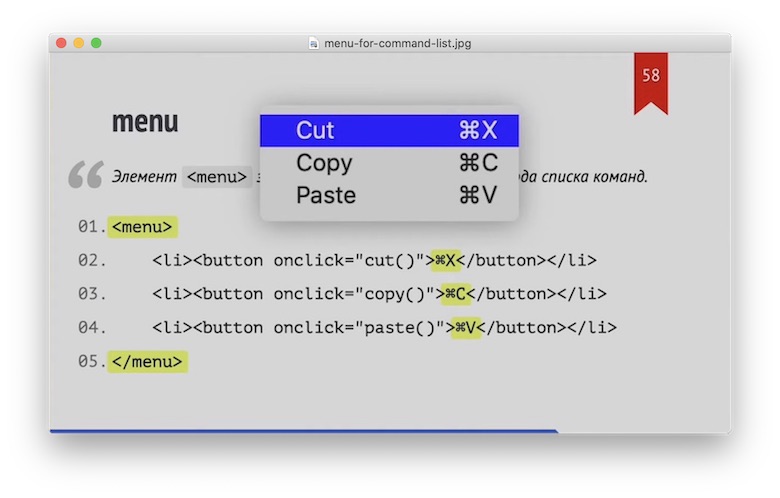 menu-for-command-list.jpg
58
menu
Cut ⌘X
Copy ⌘C
Paste ⌘V
Элемент <menu> списка команд.
01. <menu>
02. <li><button onclick="cut()">⌘X</button></li>
03. <li><button onclick="copy()">⌘C</button></li>
04. <li><button onclick="paste()">⌘V</button></li>
05. </menu>